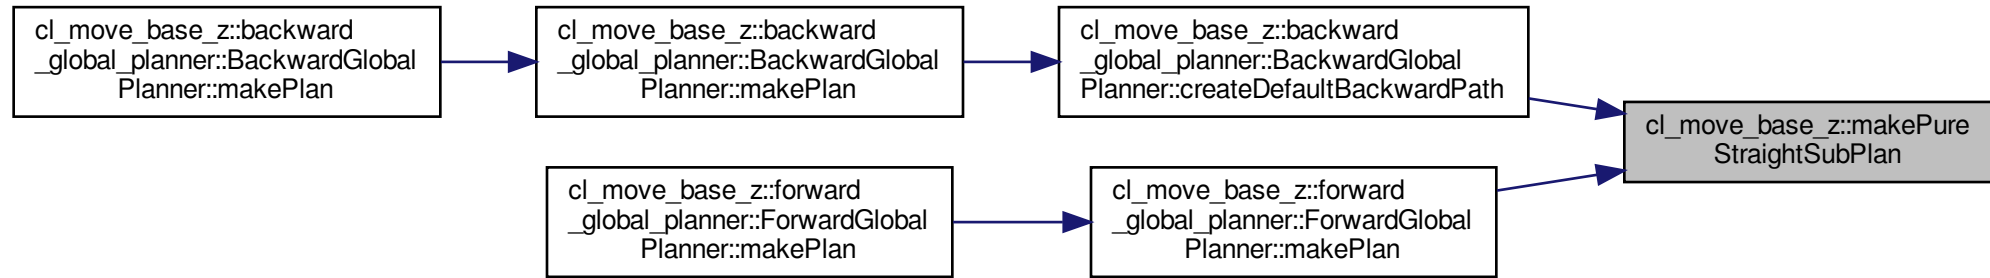 cl_move_base_z::backward
_global_planner::BackwardGlobal
Planner::makePlan
cl_move_base_z::backward
_global_planner::BackwardGlobal
Planner::makePlan
cl_move_base_z::backward
_global_planner::BackwardGlobal
Planner::createDefaultBackwardPath
cl_move_base_z::makePure
StraightSubPlan
cl_move_base_z::forward
_global_planner::ForwardGlobal
Planner::makePlan
cl_move_base_z::forward
_global_planner::ForwardGlobal
Planner::makePlan